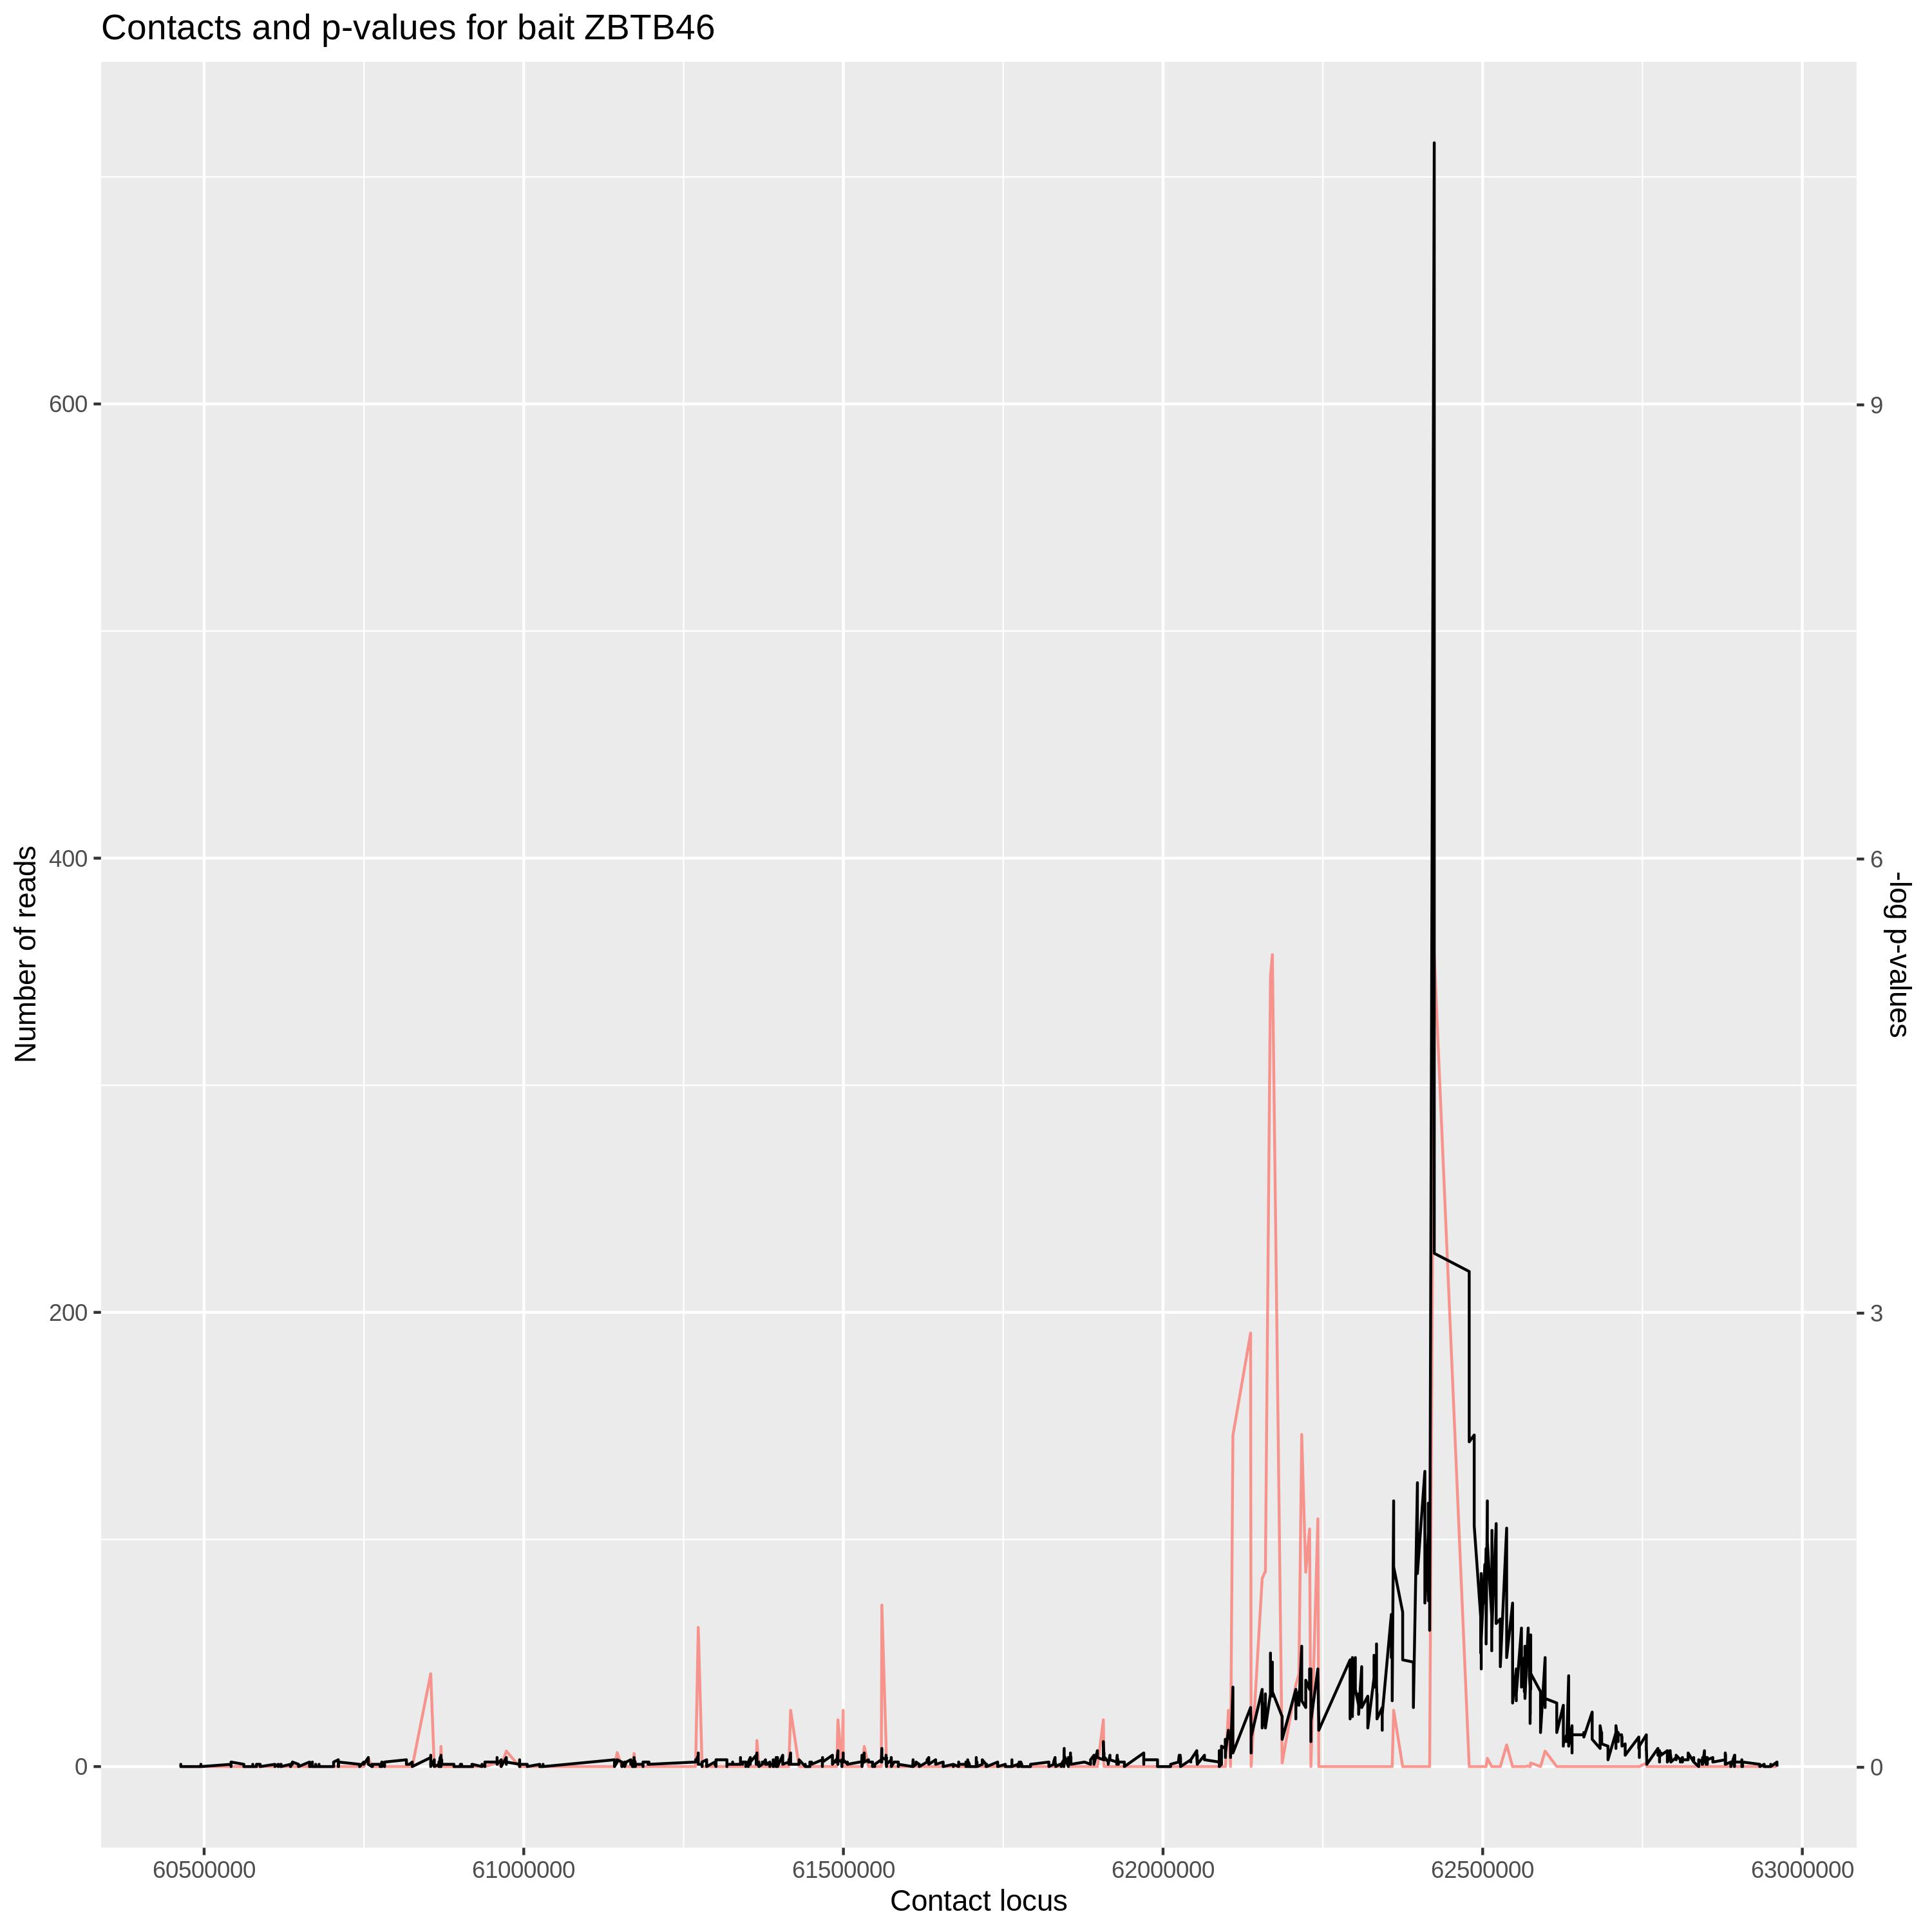 Contacts and p-values for bait ZBTB46
Number of reads
600
400
200
0
9
6
3
0
-log p-values
60500000 61000000 61500000 62000000 62500000 63000000
Contact locus